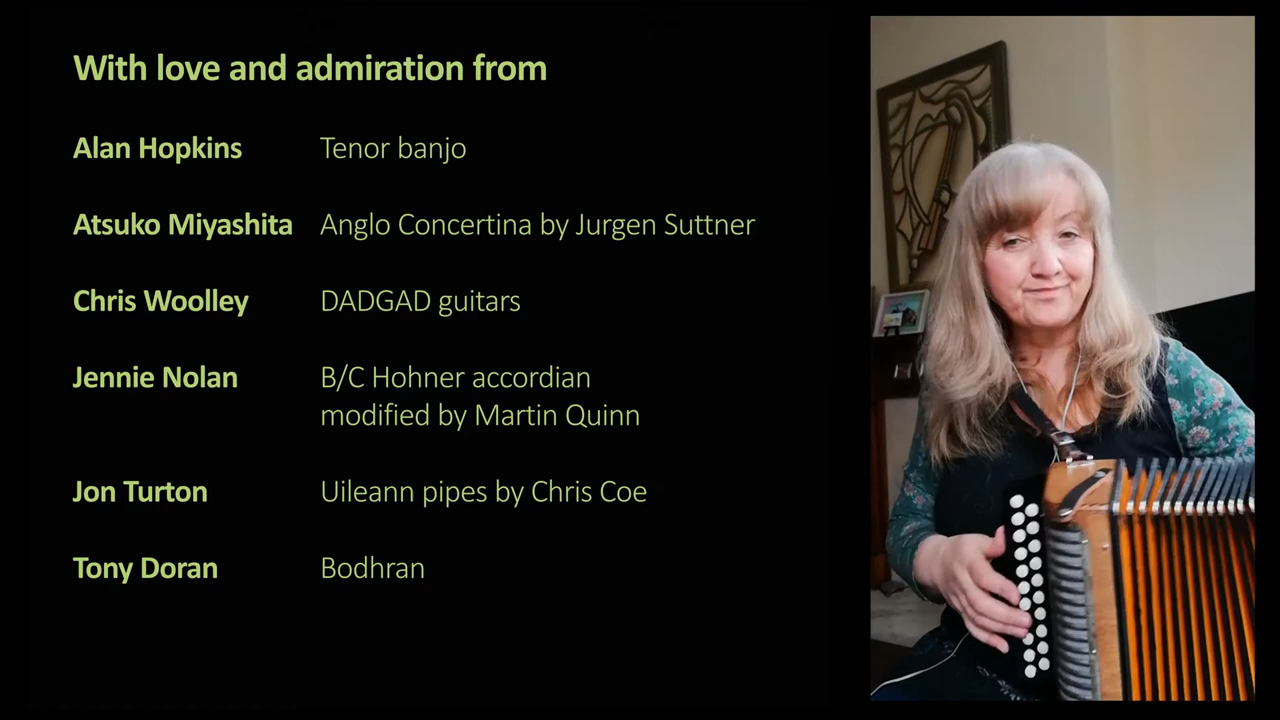 With love and admiration from
Alan Hopkins Tenor banjo
Atsuko Miyashita Anglo Concertina by Jurgen Suttner
Chris Woolley DADGAD guitars
Jennie Nolan B/C Hohner accordian
modified by Martin Quinn
Jon Turton Uileann pipes by Chris Coe
Tony Doran Bodhran